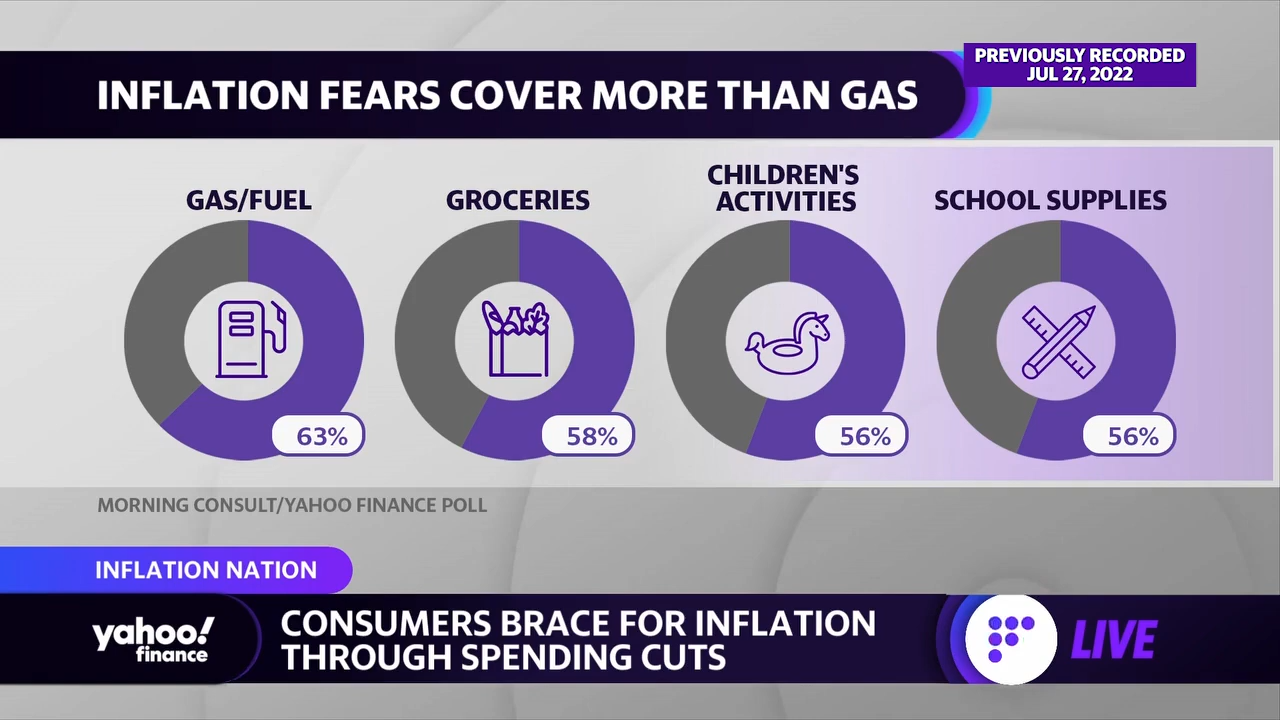 PREVIOUSLY RECORDED
JUL 27, 2022
INFLATION FEARS COVER MORE THAN GAS
GAS/FUEL
GROCERIES
CHILDREN'S
ACTIVITIES
SCHOOL SUPPLIES
63%
58%
56%
56%
MORNING CONSULT/YAHOO FINANCE POLL
INFLATION NATION
yahoo!
finance
CONSUMERS BRACE FOR INFLATION
THROUGH SPENDING CUTS
LIVE